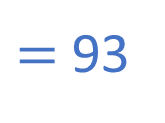 = 93